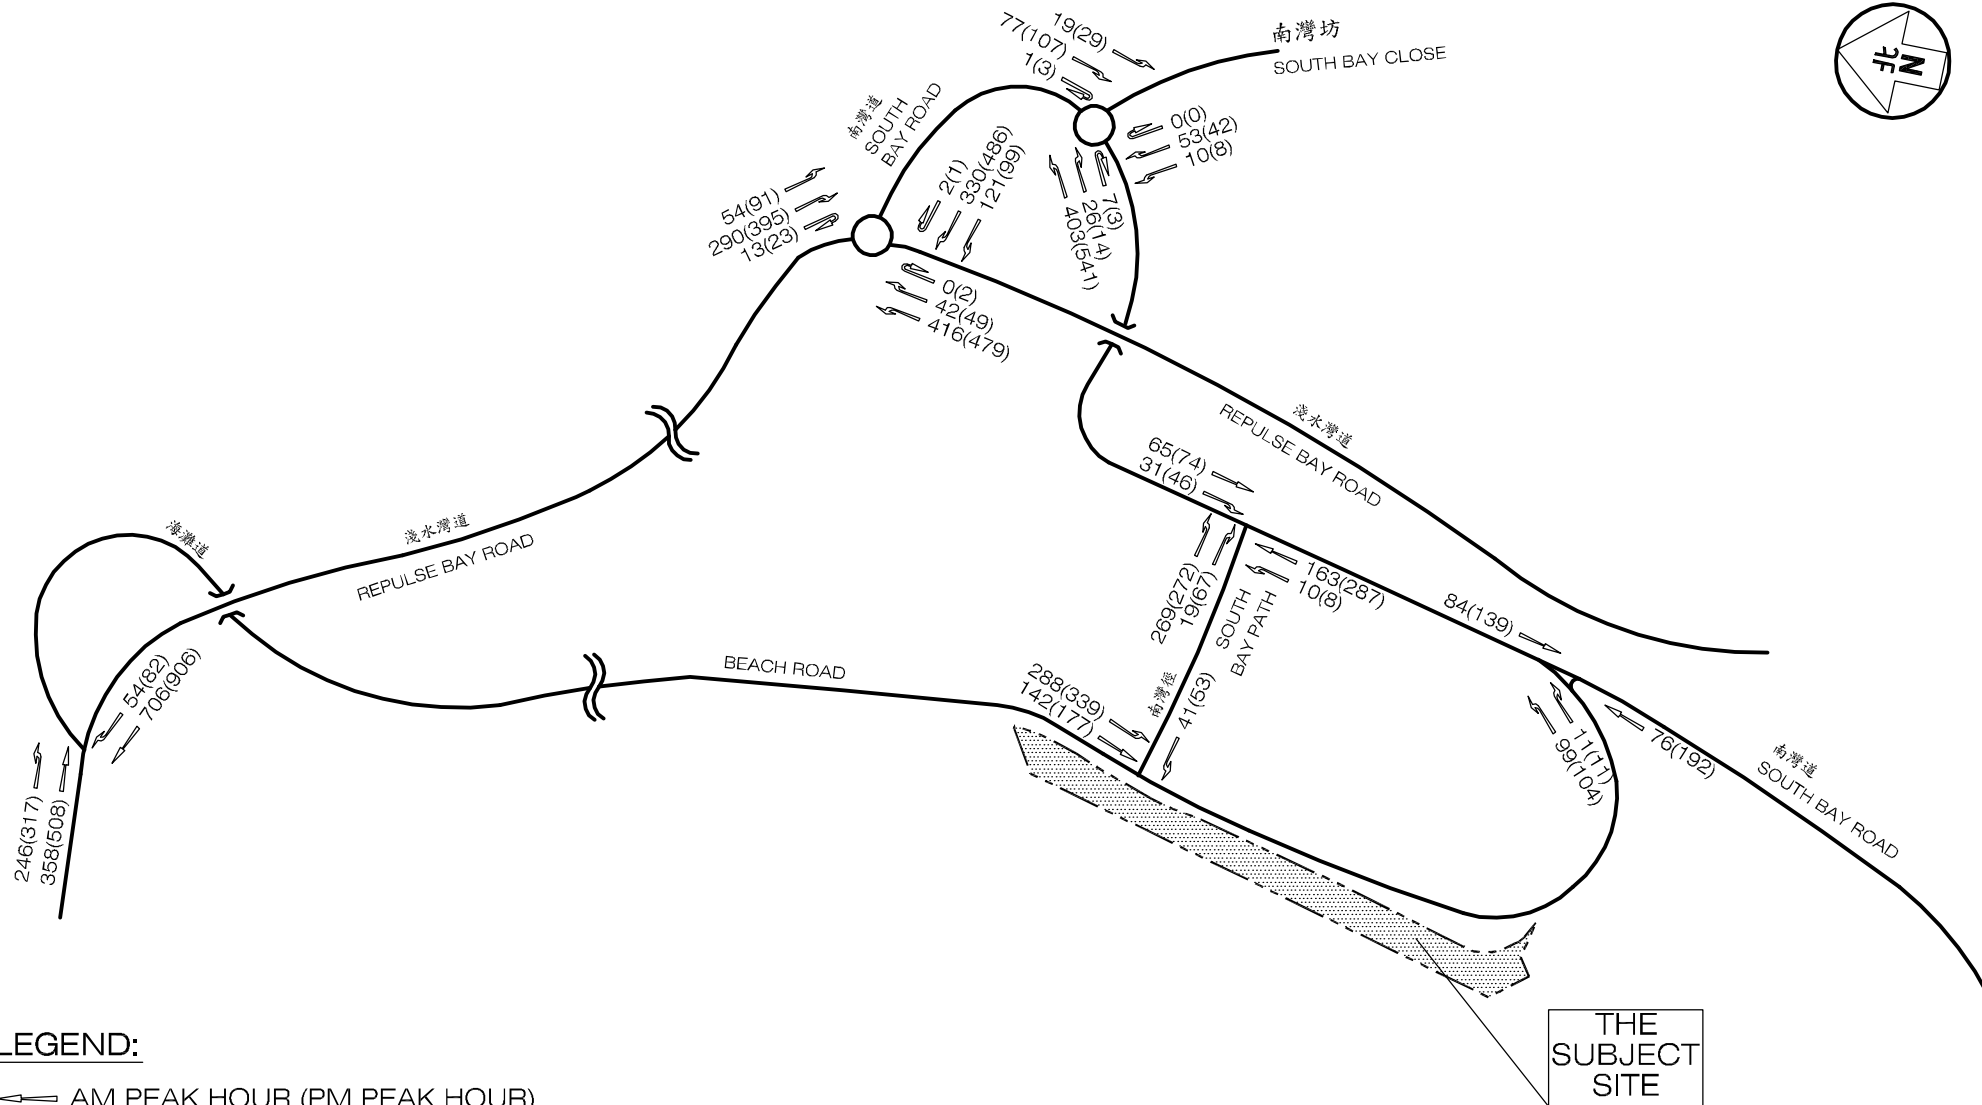 19(29)
77(107)
1(3)
南灣坊
SOUTH BAY CLOSE
北
N
南灣道
SOUTH
BAY ROAD
0(0)
53(42)
10(8)
2(1)
330(486)
121(99)
7(3)
26(14)
403(541)
54(91)
290(395)
13(23)
0(2)
42(49)
416(479)
淺水灣道
REPULSE BAY ROAD
65(74)
31(46)
海灘道
淺水灣道
REPULSE BAY ROAD
163(287)
10(8)
269(272)
19(67)
SOUTH
BAY PATH
南灣徑
84(139)
BEACH ROAD
288(339)
142(177)
41(53)
54(82)
706(906)
11(11)
99(104)
76(192)
南灣道
SOUTH BAY ROAD
246(317)
358(508)
THE
SUBJECT
SITE
LEGEND:
AM PEAK HOUR (PM PEAK HOUR)